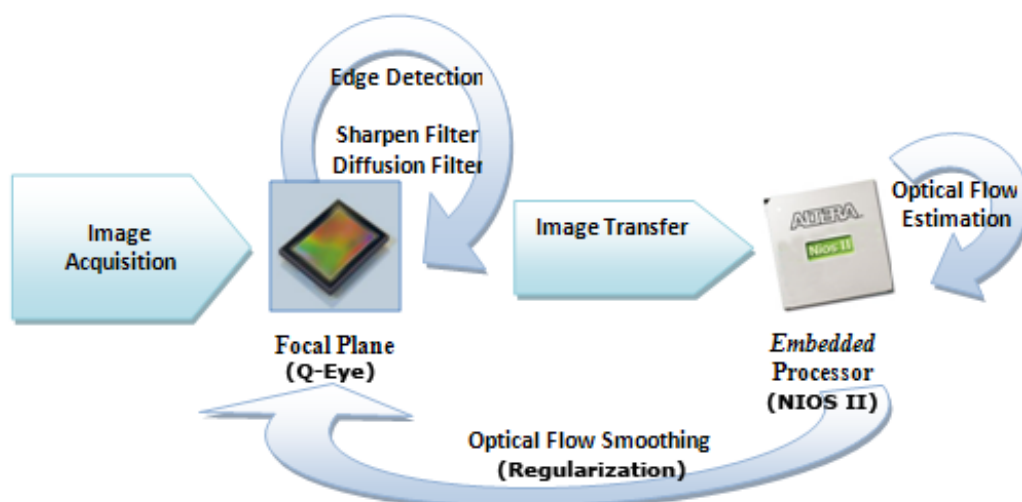 Edge Detection
Sharpen Filter
Diffusion Filter
Image
Acquisition
Image Transfer
ALTERA
Nios II
Optical Flow
Estimation
Focal Plane
(Q-Eye)
Embedded
Processor
(NIOS II)
Optical Flow Smoothing
(Regularization)